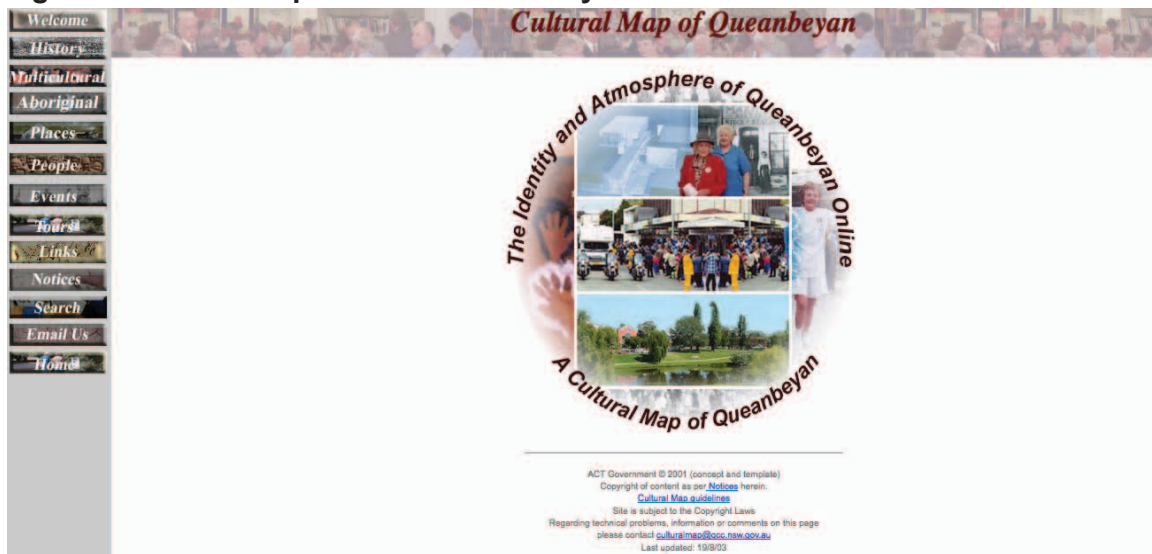 Cultural Map of Queanbeyan
Welcome
History
Multicultural
Aboriginal
Places
People
Events
Tours
Links
Notices
Search
Email Us
Home
The Identity and Atmosphere of Queanbeyan Online
A Cultural Map of Queanbeyan
ACT Government © 2001 (concept and template)
Copyright of content as per Notices herein.
Cultural Map guidelines
Site is subject to the Copyright Laws
Regarding technical problems, information or comments on this page
please contact culturalmap@qcc.nsw.gov.au
Last updated: 19/8/03